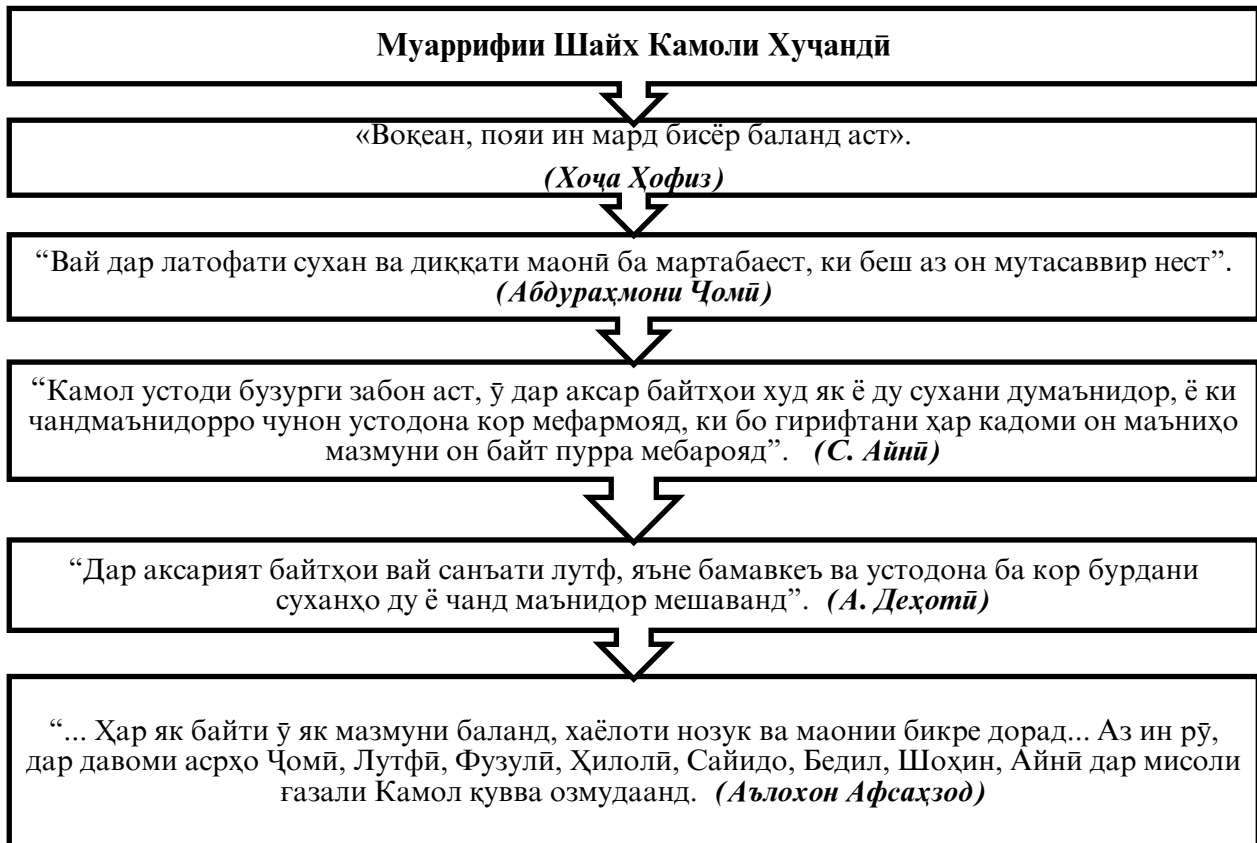 Муаррифии Шайх Камоли Хуҷандӣ
«Воқеан, пояи ин мард бисёр баланд аст».
(Хоҷа Ҳофиз)
“Вай дар латофати сухан ва диққати маонӣ ба мартабаест, ки беш аз он мутасаввир нест”.
(Абдураҳмони Ҷомӣ)
“Камол устоди бузурги забон аст, ӯ дар аксар байтҳои худ як ё ду сухани думаънидор, ё ки
чандмаънидорро чунон устодона кор мефармояд, ки бо гирифтани ҳар кадоми он маъниҳо
мазмуни он байт пурра мебарояд”. (С. Айнӣ)
“Дар аксарият байтҳои вай санъати лутф, яъне бамавкеъ ва устодона ба кор бурдани
суханҳо ду ё чанд маънидор мешаванд”. (А. Деҳотӣ)
“... Ҳар як байти ӯ як мазмуни баланд, хаёлоти нозук ва маонии бикре дорад... Аз ин рӯ,
дар давоми асрҳо Ҷомӣ, Лутфӣ, Фузулӣ, Ҳилолӣ, Сайидо, Бедил, Шоҳин, Айнӣ дар мисоли
ғазали Камол қувва озмудаанд. (Аълохон Афсаҳзод)